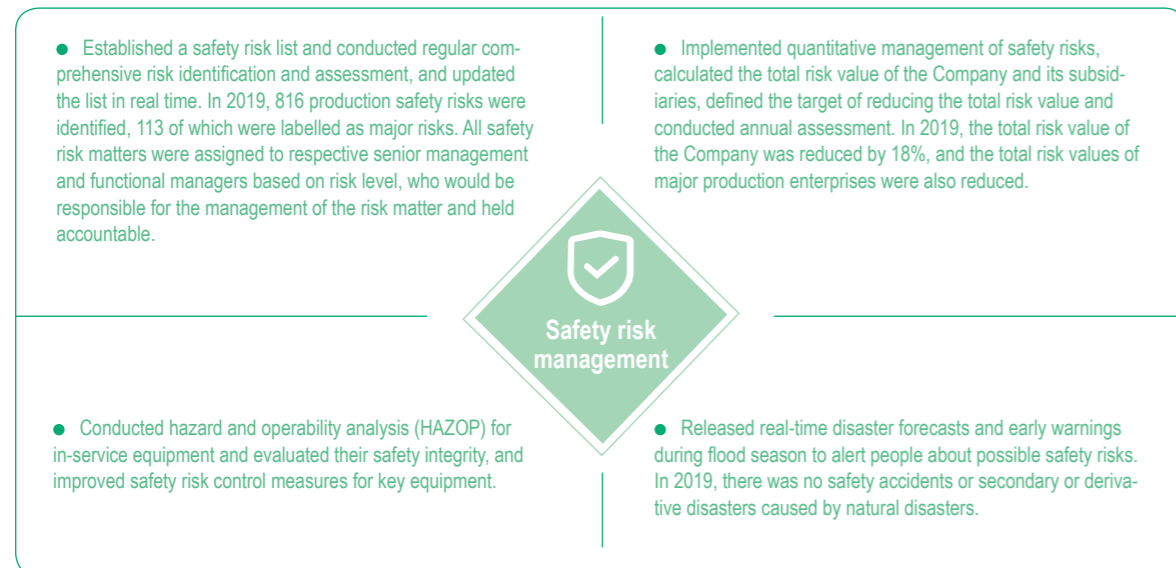 ● Established a safety risk list and conducted regular com-
prehensive risk identification and assessment, and updated
the list in real time. In 2019, 816 production safety risks were
identified, 113 of which were labelled as major risks. All safety
risk matters were assigned to respective senior management
and functional managers based on risk level, who would be
responsible for the management of the risk matter and held
accountable.
● Implemented quantitative management of safety risks,
calculated the total risk value of the Company and its subsid-
iaries, defined the target of reducing the total risk value and
conducted annual assessment. In 2019, the total risk value of
the Company was reduced by 18%, and the total risk values of
major production enterprises were also reduced.
Safety risk
management
● Conducted hazard and operability analysis (HAZOP) for
in-service equipment and evaluated their safety integrity, and
improved safety risk control measures for key equipment.
● Released real-time disaster forecasts and early warnings
during flood season to alert people about possible safety risks.
In 2019, there was no safety accidents or secondary or deriva-
tive disasters caused by natural disasters.